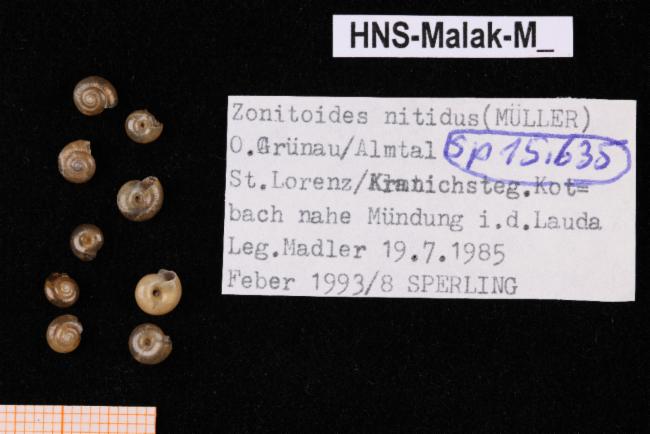 HNS-Malak-M_
Zonitoides nitidus(MÜLLER)
O.Grünau/Almtal Sp 15.635
St.Lorenz/Kranichsteg.Kot=
bach nahe Mündung i.d.Lauda
Leg.Madler 19.7.1985
Feber 1993/8 SPERLING